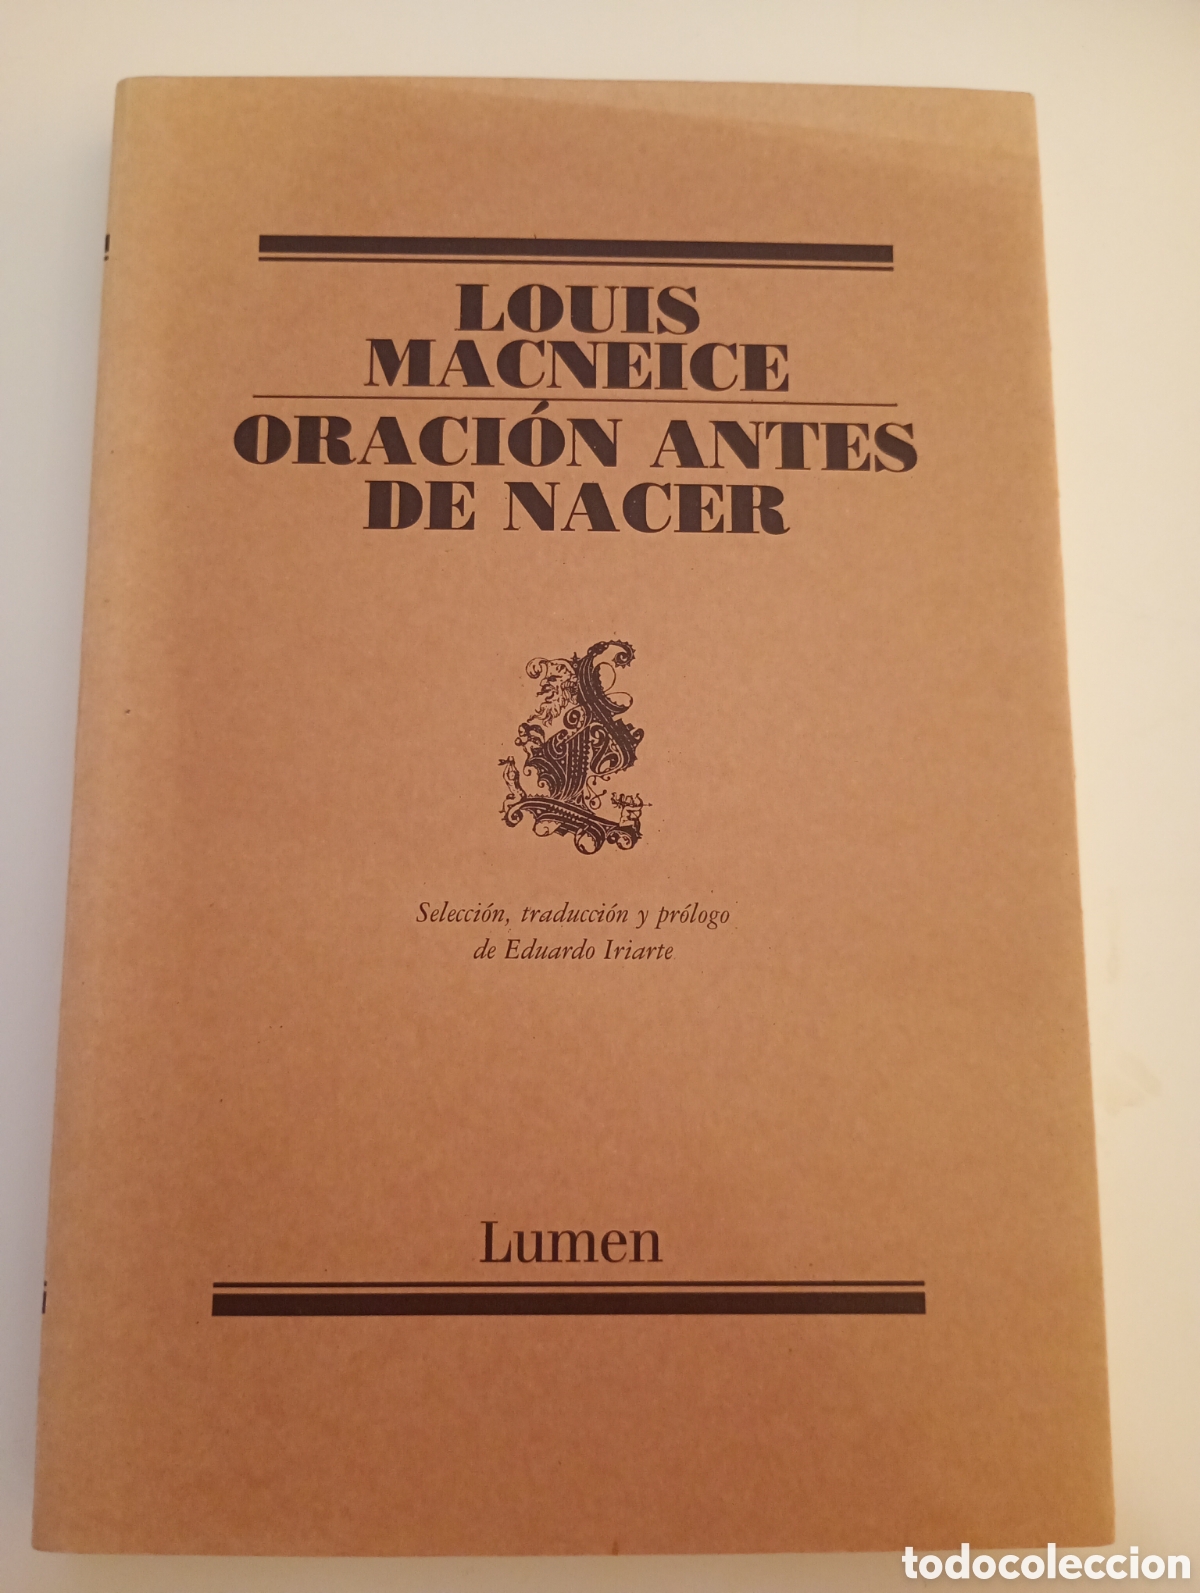 LOUIS
MACNEICE
ORACIÓN ANTES
DE NACER
Selección, traducción y prólogo
de Eduardo Iriarte
Lumen
todocoleccion